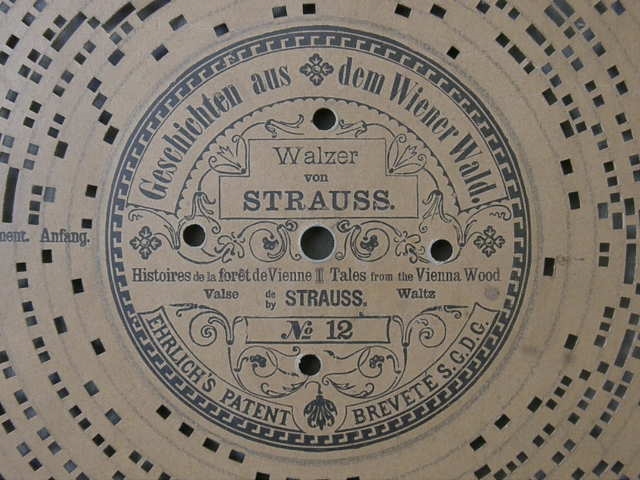 Geschichten aus dem Wiener Wald.
Walzer
von
STRAUSS.
ment. Anfang.
Histoires de la forêt de Vienne Tales from the Vienna Wood
Valse de by STRAUSS. Waltz
No 12
EHRLICH'S PATENT BREVETÉ S.G.D.G.